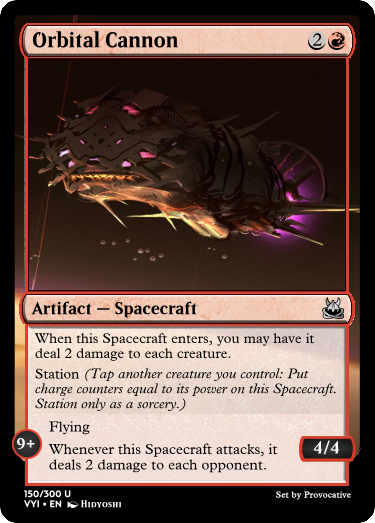 Orbital Cannon 2
Artifact — Spacecraft
When this Spacecraft enters, you may have it
deal 2 damage to each creature.
Station (Tap another creature you control: Put
charge counters equal to its power on this Spacecraft.
Station only as a sorcery.)
Flying
9+
Whenever this Spacecraft attacks, it
deals 2 damage to each opponent.
4/4
150/300 U
VYI • EN Hidyoshi
Set by Provocative